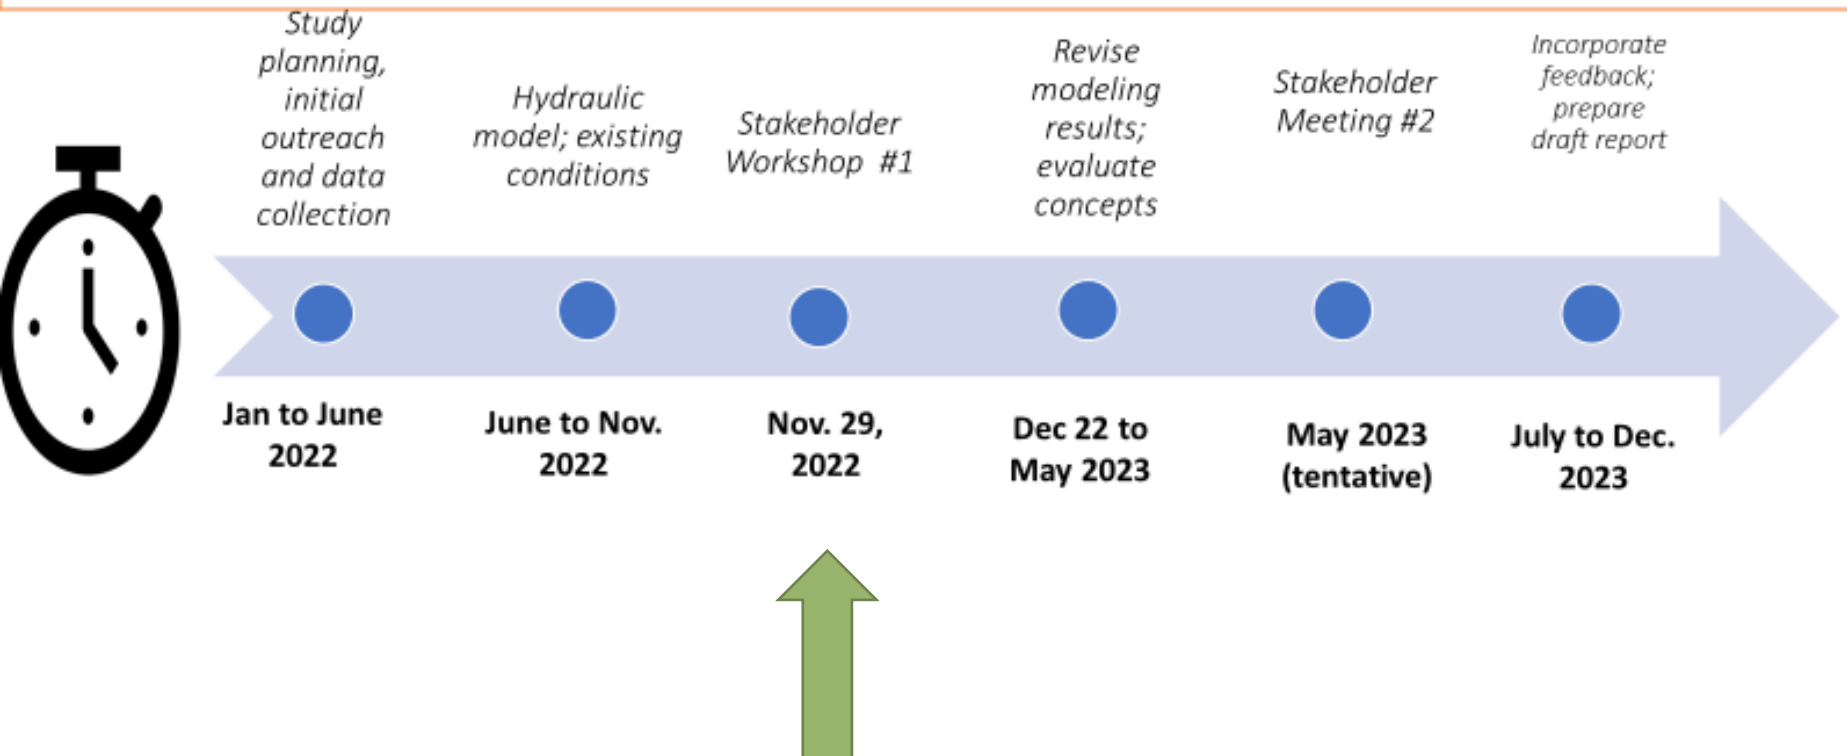 Study
planning,
initial
outreach
and data
collection
Hydraulic
model; existing
conditions
Stakeholder
Workshop #1
Revise
modeling
results;
evaluate
concepts
Stakeholder
Meeting #2
Incorporate
feedback;
prepare
draft report
Jan to June
2022
June to Nov.
2022
Nov. 29,
2022
Dec 22 to
May 2023
May 2023
(tentative)
July to Dec.
2023